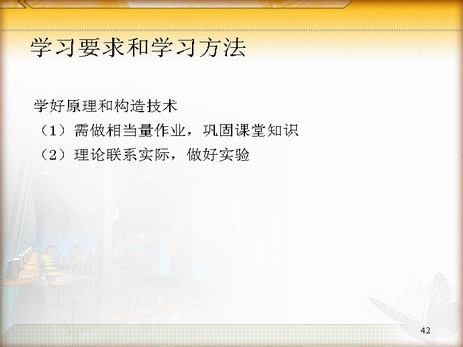 学习要求和学习方法
学好原理和构造技术
（1）需做相当量作业，巩固课堂知识
（2）理论联系实际，做好实验
42